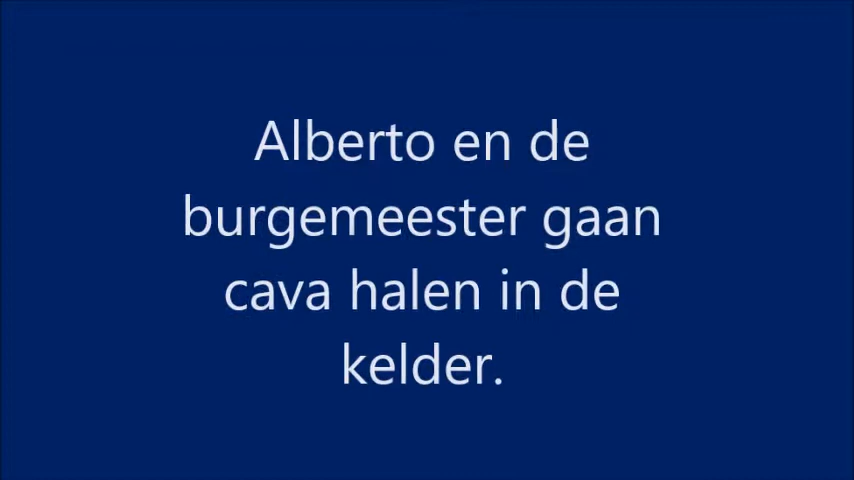 Alberto en de
burgemeester gaan
cava halen in de
kelder.